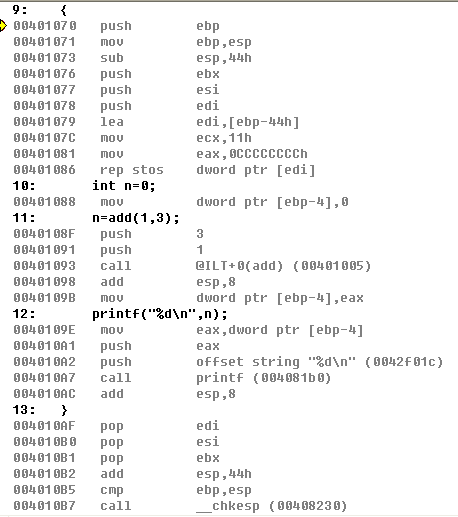 9:    {
00401070   push        ebp
00401071   mov         ebp,esp
00401073   sub         esp,44h
00401076   push        ebx
00401077   push        esi
00401078   push        edi
00401079   lea         edi,[ebp-44h]
0040107C   mov         ecx,11h
00401081   mov         eax,0CCCCCCCCh
00401086   rep stos    dword ptr [edi]
10:       int n=0;
00401088   mov         dword ptr [ebp-4],0
11:       n=add(1,3);
0040108F   push        3
00401091   push        1
00401093   call        @ILT+0(add) (00401005)
00401098   add         esp,8
0040109B   mov         dword ptr [ebp-4],eax
12:       printf("%d\n",n);
0040109E   mov         eax,dword ptr [ebp-4]
004010A1   push        eax
004010A2   push        offset string "%d\n" (0042f01c)
004010A7   call        printf (004081b0)
004010AC   add         esp,8
13:   }
004010AF   pop         edi
004010B0   pop         esi
004010B1   pop         ebx
004010B2   add         esp,44h
004010B5   cmp         ebp,esp
004010B7   call        __chkesp (00408230)